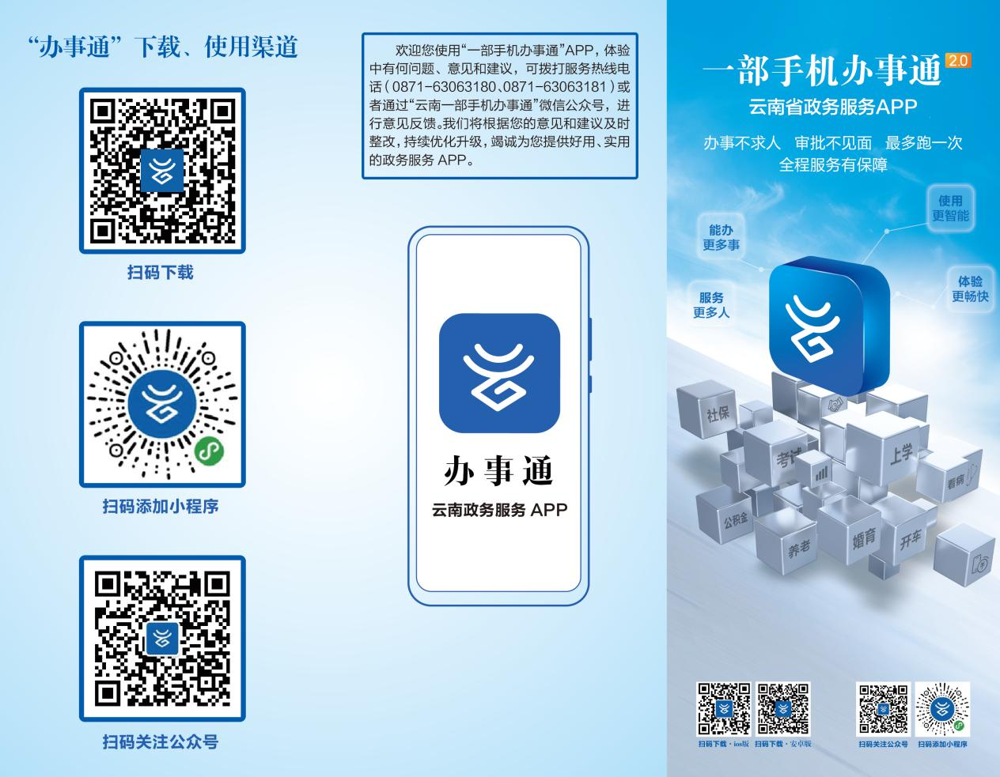 “办事通”下载、使用渠道
扫码下载
扫码添加小程序
扫码关注公众号
欢迎您使用“一部手机办事通”APP，体验
中有何问题、意见和建议，可拨打服务热线电
话（0871-63063180、0871-63063181）或
者通过“云南一部手机办事通”微信公众号，进
行意见反馈。我们将根据您的意见和建议及时
整改，持续优化升级，竭诚为您提供好用、实用
的政务服务 APP。
办事通
云南政务服务 APP
一部手机办事通 2.0
云南省政务服务APP
办事不求人 审批不见面 最多跑一次
全程服务有保障
使用
更智能
能办
更多事
体验
更畅快
服务
更多人
社保
考试
上学
看病
公积金
养老
婚育
开车
扫码下载·ios版
扫码下载·安卓版
扫码关注公众号
扫码添加小程序